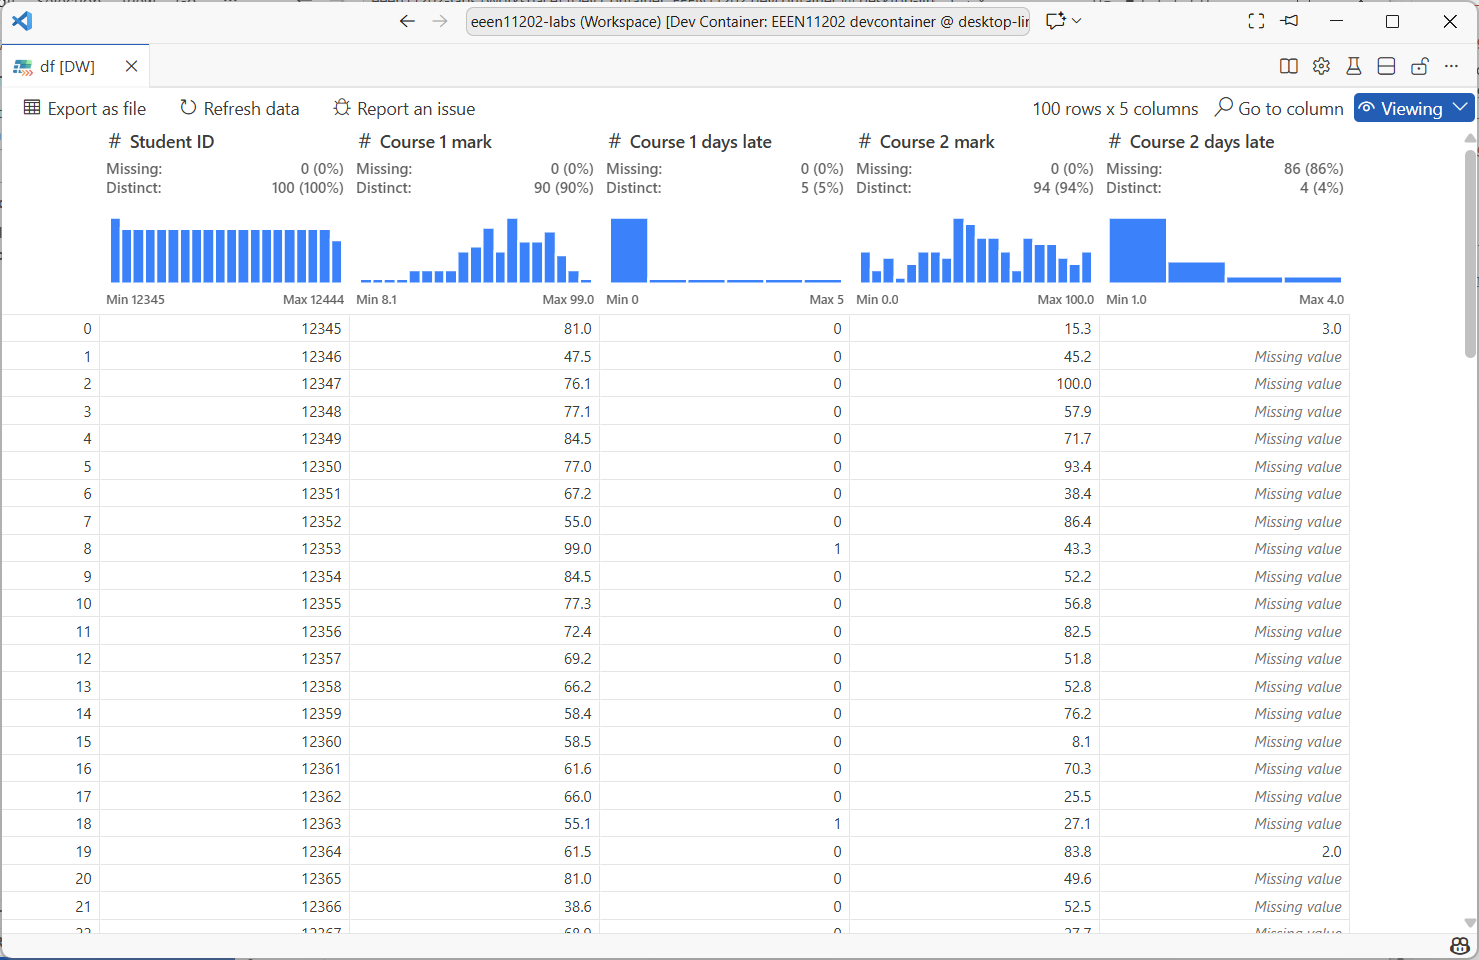 eeen11202-labs (Workspace) [Dev Container: EEEN11202 devcontainer @ desktop-lin
df [DW]
Export as file Refresh data Report an issue 100 rows x 5 columns Go to column Viewing
# Student ID # Course 1 mark # Course 1 days late # Course 2 mark # Course 2 days late
Missing: 0 (0%) Missing: 0 (0%) Missing: 0 (0%) Missing: 0 (0%) Missing: 86 (86%)
Distinct: 100 (100%) Distinct: 90 (90%) Distinct: 5 (5%) Distinct: 94 (94%) Distinct: 4 (4%)
Min 12345 Max 12444 Min 8.1 Max 99.0 Min 0 Max 5 Min 0.0 Max 100.0 Min 1.0 Max 4.0
0 12345 81.0 0 15.3 3.0
1 12346 47.5 0 45.2 Missing value
2 12347 76.1 0 100.0 Missing value
3 12348 77.1 0 57.9 Missing value
4 12349 84.5 0 71.7 Missing value
5 12350 77.0 0 93.4 Missing value
6 12351 67.2 0 38.4 Missing value
7 12352 55.0 0 86.4 Missing value
8 12353 99.0 1 43.3 Missing value
9 12354 84.5 0 52.2 Missing value
10 12355 77.3 0 56.8 Missing value
11 12356 72.4 0 82.5 Missing value
12 12357 69.2 0 51.8 Missing value
13 12358 66.2 0 52.8 Missing value
14 12359 58.4 0 76.2 Missing value
15 12360 58.5 0 8.1 Missing value
16 12361 61.6 0 70.3 Missing value
17 12362 66.0 0 25.5 Missing value
18 12363 55.1 1 27.1 Missing value
19 12364 61.5 0 83.8 2.0
20 12365 81.0 0 49.6 Missing value
21 12366 38.6 0 52.5 Missing value